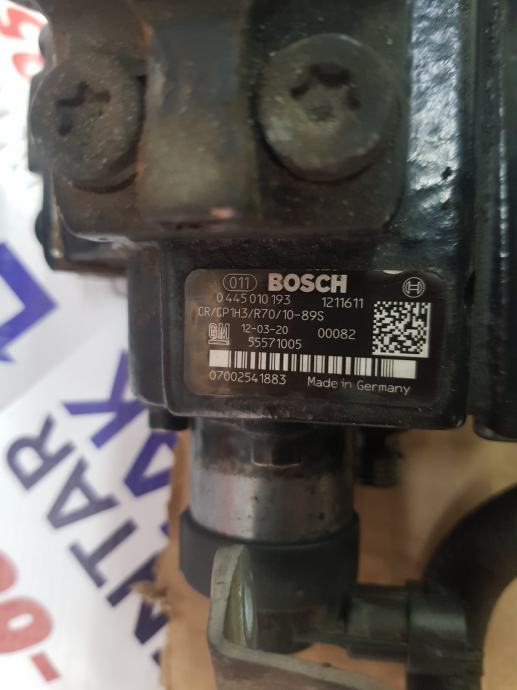 011 BOSCH
0 445 010 193 1211611
CR/CP1H3/R70/10-89S
GM 12-03-20 00082
55571005
07002541883 Made in Germany